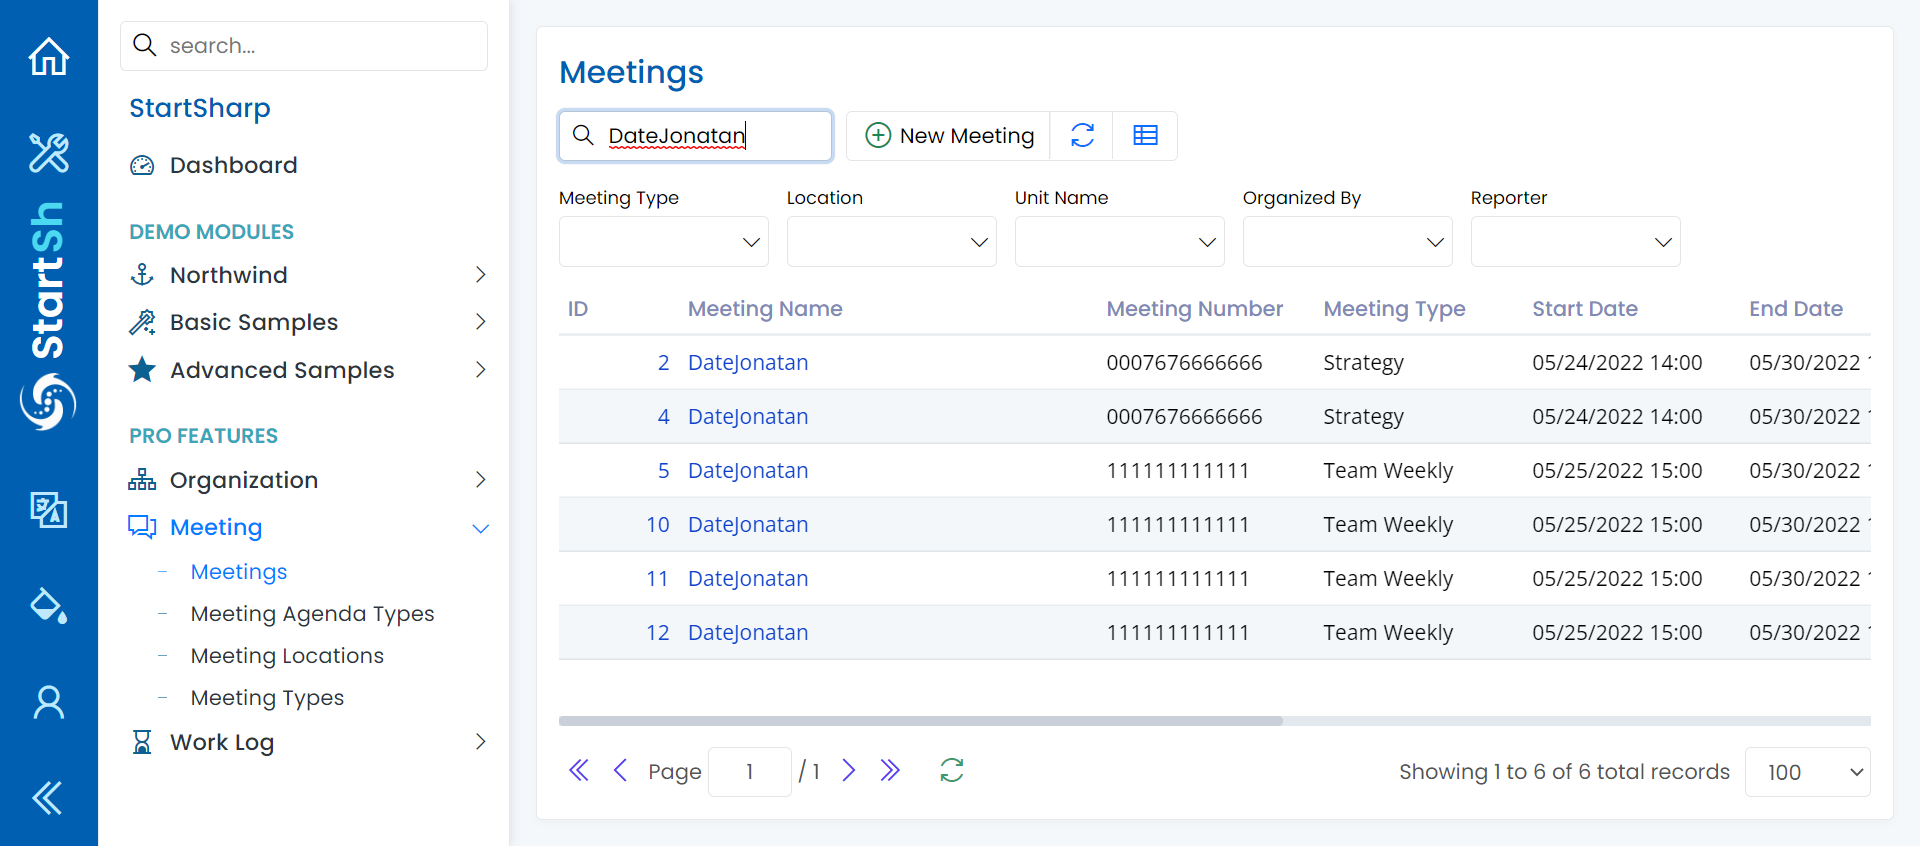 StartSh
search...
StartSharp
Dashboard
DEMO MODULES
Northwind
Basic Samples
Advanced Samples
PRO FEATURES
Organization
Meeting
Meetings
Meeting Agenda Types
Meeting Locations
Meeting Types
Work Log
Meetings
DateJonatan New Meeting
Meeting Type Location Unit Name Organized By Reporter
ID Meeting Name Meeting Number Meeting Type Start Date End Date
2 DateJonatan 0007676666666 Strategy 05/24/2022 14:00 05/30/2022
4 DateJonatan 0007676666666 Strategy 05/24/2022 14:00 05/30/2022
5 DateJonatan 111111111111 Team Weekly 05/25/2022 15:00 05/30/2022
10 DateJonatan 111111111111 Team Weekly 05/25/2022 15:00 05/30/2022
11 DateJonatan 111111111111 Team Weekly 05/25/2022 15:00 05/30/2022
12 DateJonatan 111111111111 Team Weekly 05/25/2022 15:00 05/30/2022
Page 1 / 1 Showing 1 to 6 of 6 total records 100